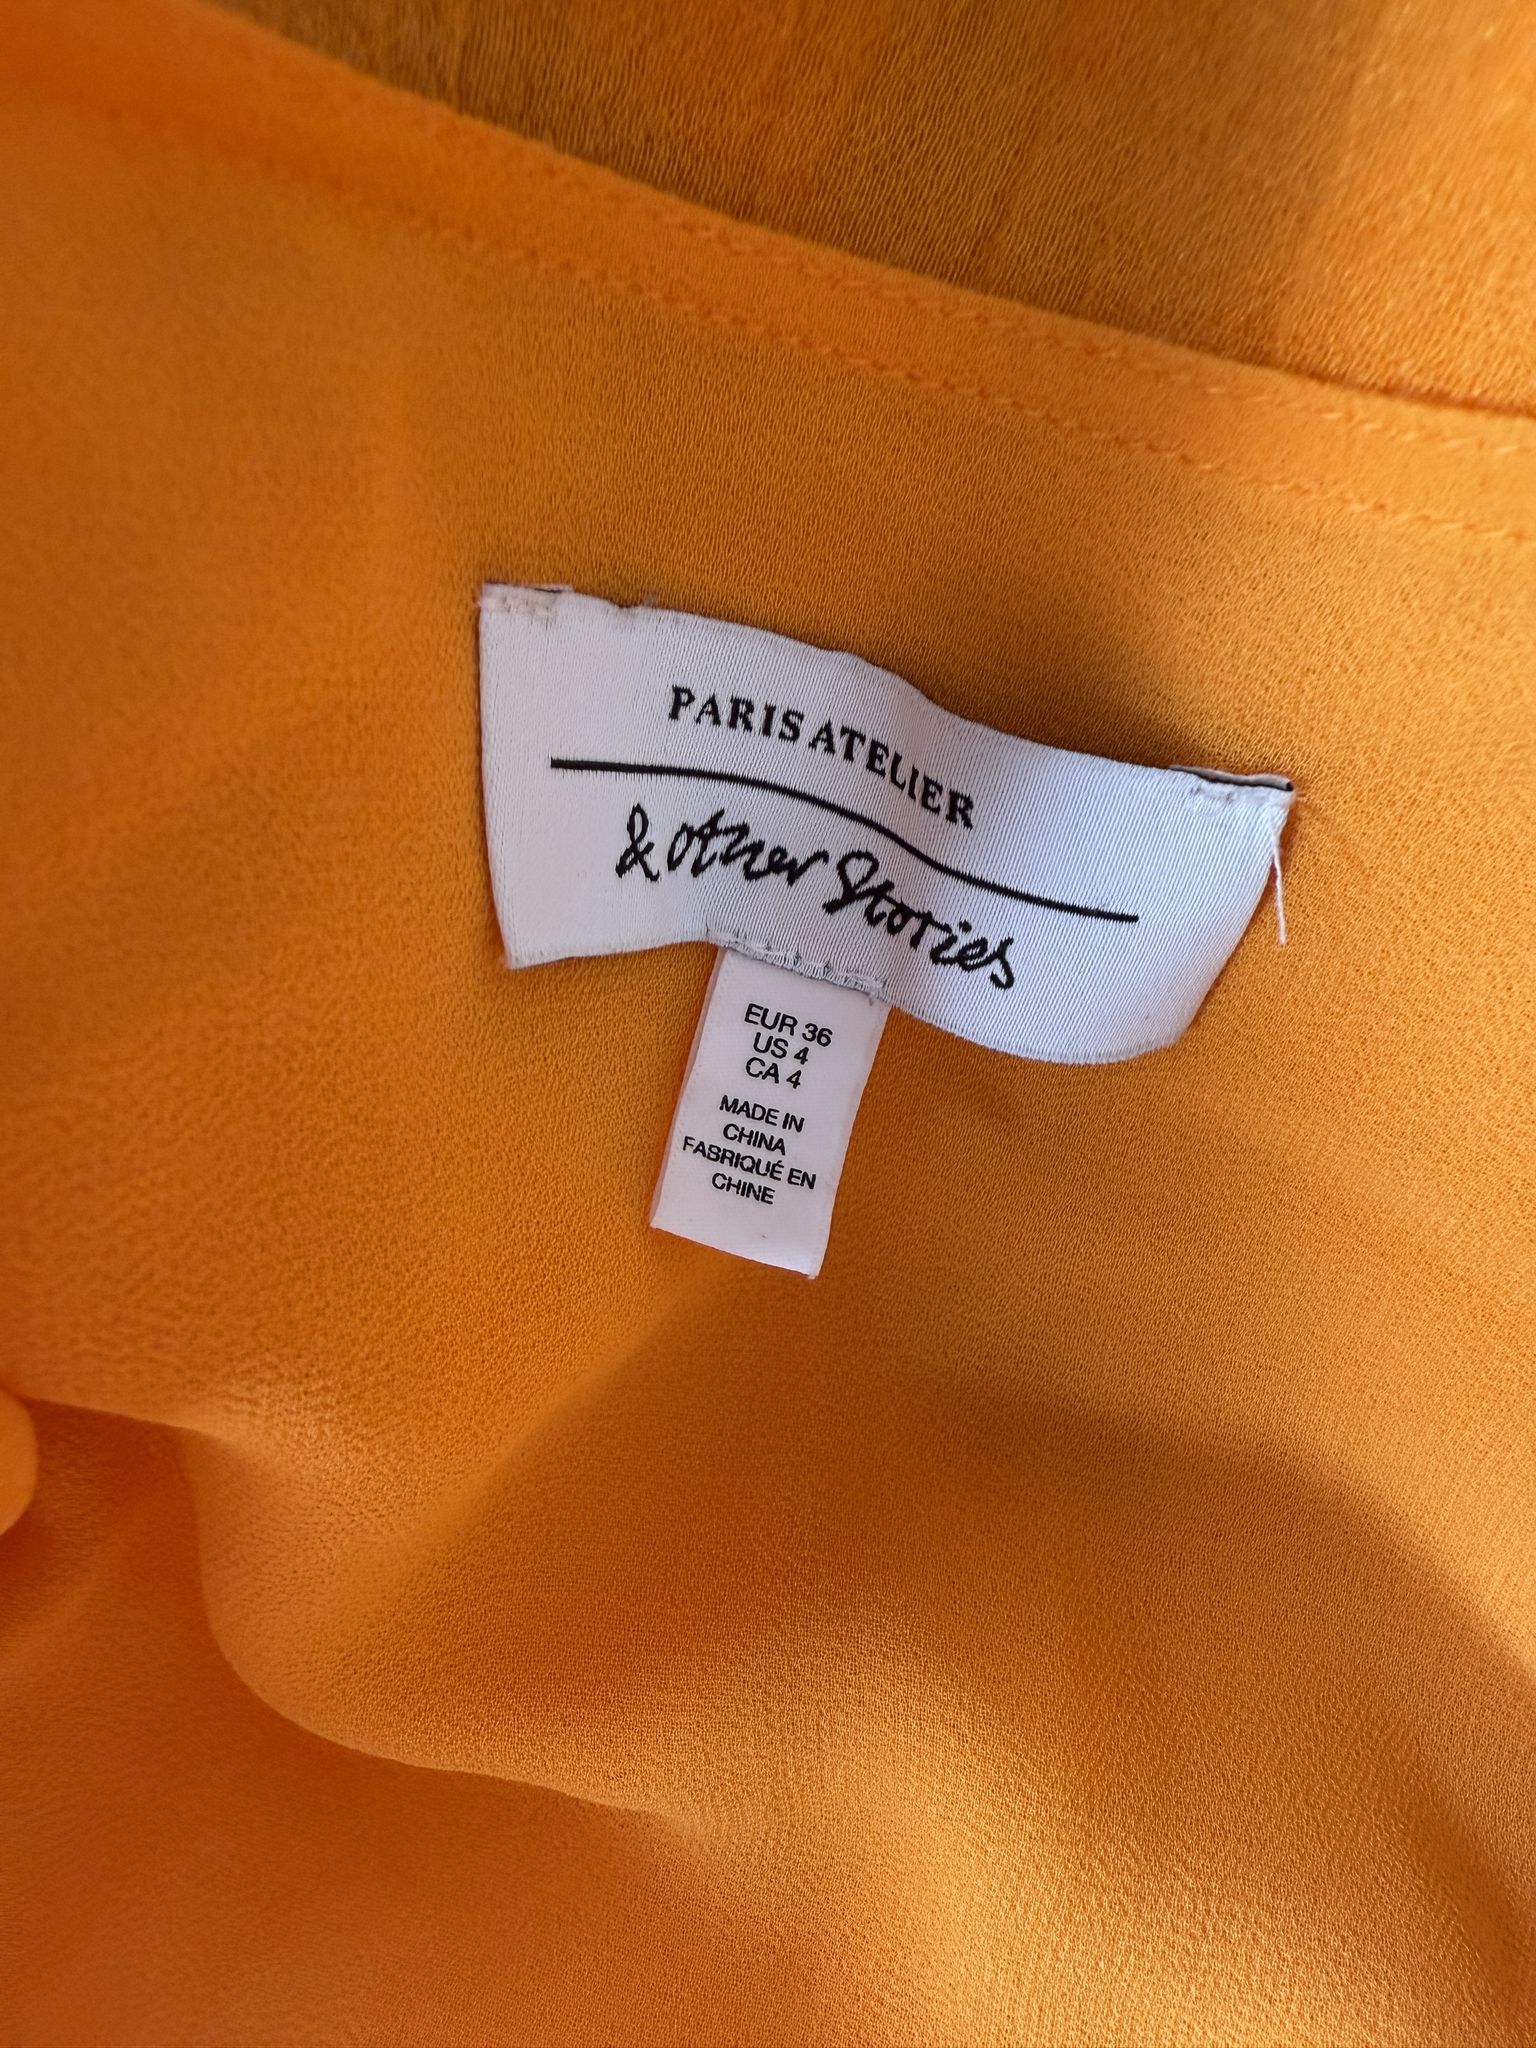 PARIS ATELIER
& other Stories
EUR 36
US 4
CA 4
MADE IN
CHINA
FABRIQUÉ EN
CHINE